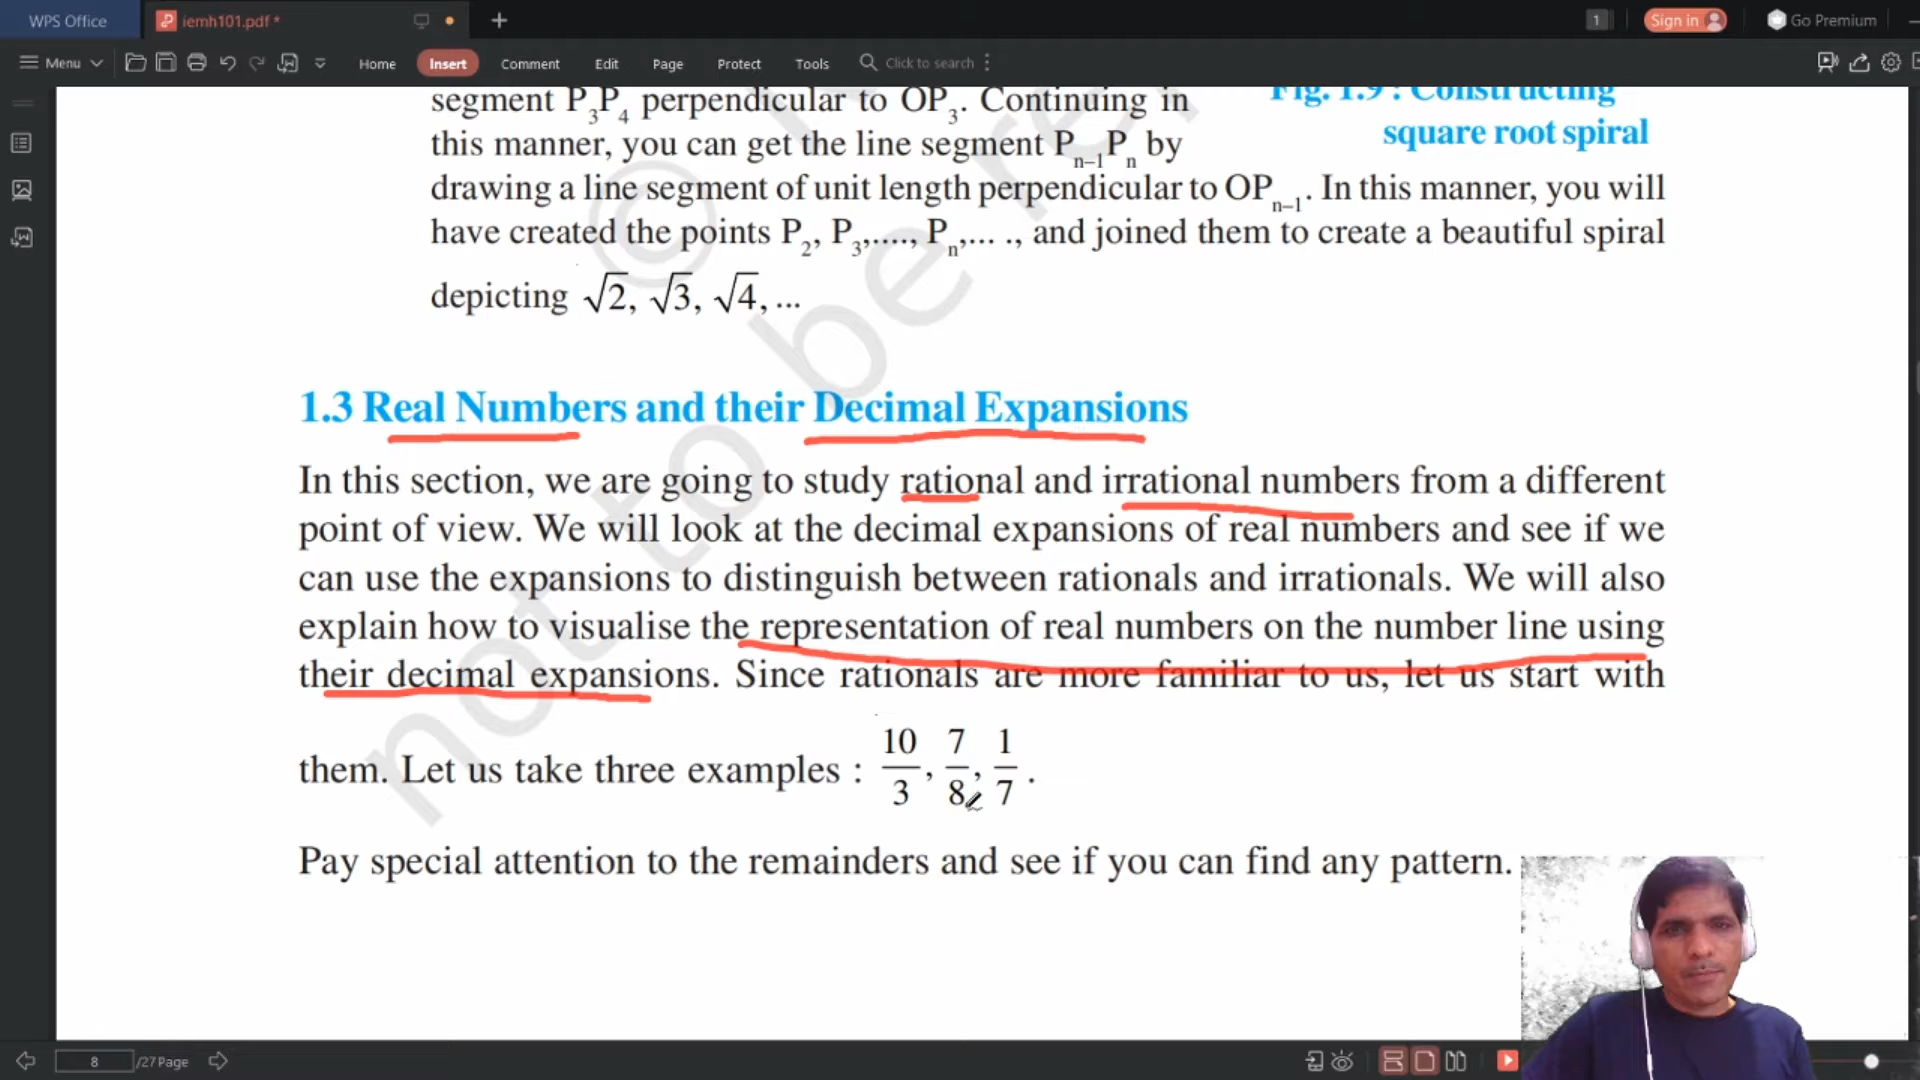 WPS Office
iemh101.pdf *
1
Sign in
Go Premium
Menu
Home
Insert
Comment
Edit
Page
Protect
Tools
Click to search
segment P3P4 perpendicular to OP3. Continuing in
this manner, you can get the line segment Pn–1Pn by
drawing a line segment of unit length perpendicular to OPn–1. In this manner, you will
have created the points P2, P3,...., Pn,... ., and joined them to create a beautiful spiral
depicting √2, √3, √4, ...
Fig. 1.9 : Constructing
square root spiral
1.3 Real Numbers and their Decimal Expansions
In this section, we are going to study rational and irrational numbers from a different
point of view. We will look at the decimal expansions of real numbers and see if we
can use the expansions to distinguish between rationals and irrationals. We will also
explain how to visualise the representation of real numbers on the number line using
their decimal expansions. Since rationals are more familiar to us, let us start with
them. Let us take three examples : 10/3, 7/8, 1/7.
Pay special attention to the remainders and see if you can find any pattern.
© not to be re
8 /27 Page